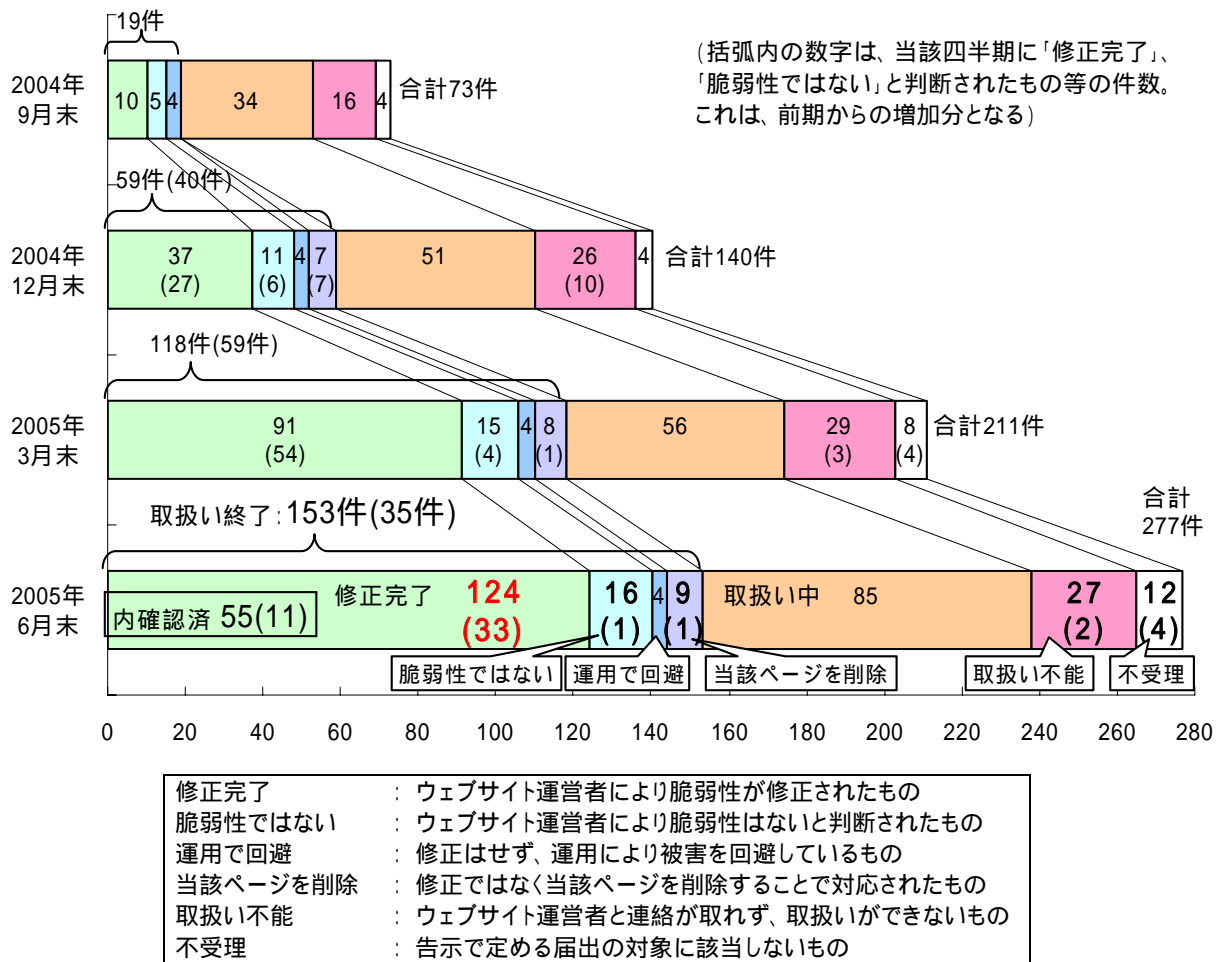 19件
(括弧内の数字は、当該四半期に「修正完了」、
「脆弱性ではない」と判断されたもの等の件数。
これは、前期からの増加分となる)
2004年
9月末
10 5 4 34 16 4 合計73件
59件(40件)
2004年
12月末
37 11 4 7 51 26 4 合計140件
(27) (6) (7) (10)
118件(59件)
2005年
3月末
91 15 4 8 56 29 8 合計211件
(54) (4) (1) (3) (4)
合計
277件
取扱い終了:153件(35件)
2005年
6月末
修正完了 124 16 4 9 取扱い中 85 27 12
内確認済 55(11) (33) (1) (1) (2) (4)
脆弱性ではない 運用で回避 当該ページを削除 取扱い不能 不受理
0 20 40 60 80 100 120 140 160 180 200 220 240 260 280
修正完了 : ウェブサイト運営者により脆弱性が修正されたもの
脆弱性ではない : ウェブサイト運営者により脆弱性はないと判断されたもの
運用で回避 : 修正はせず、運用により被害を回避しているもの
当該ページを削除 : 修正ではなく当該ページを削除することで対応されたもの
取扱い不能 : ウェブサイト運営者と連絡が取れず、取扱いができないもの
不受理 : 告示で定める届出の対象に該当しないもの